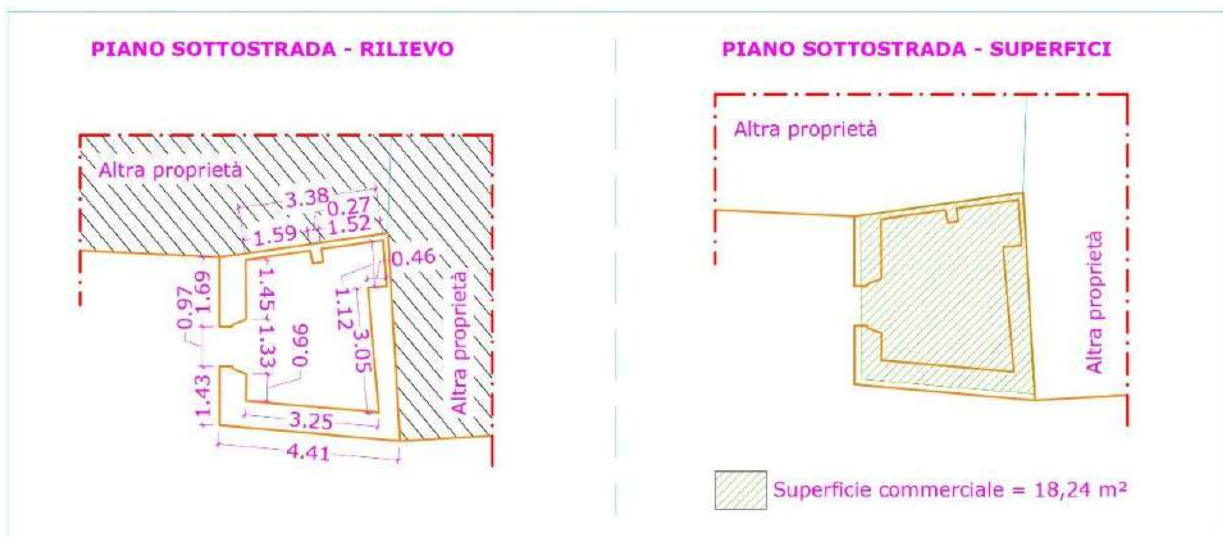 PIANO SOTTOSTRADA - RILIEVO
Altra proprietà
3.38
0.27
1.59
1.52
0.46
1.69
1.45
0.97
1.12
1.33
0.66
3.05
1.43
3.25
4.41
Altra proprietà
PIANO SOTTOSTRADA - SUPERFICI
Altra proprietà
Altra proprietà
Superficie commerciale = 18,24 m²